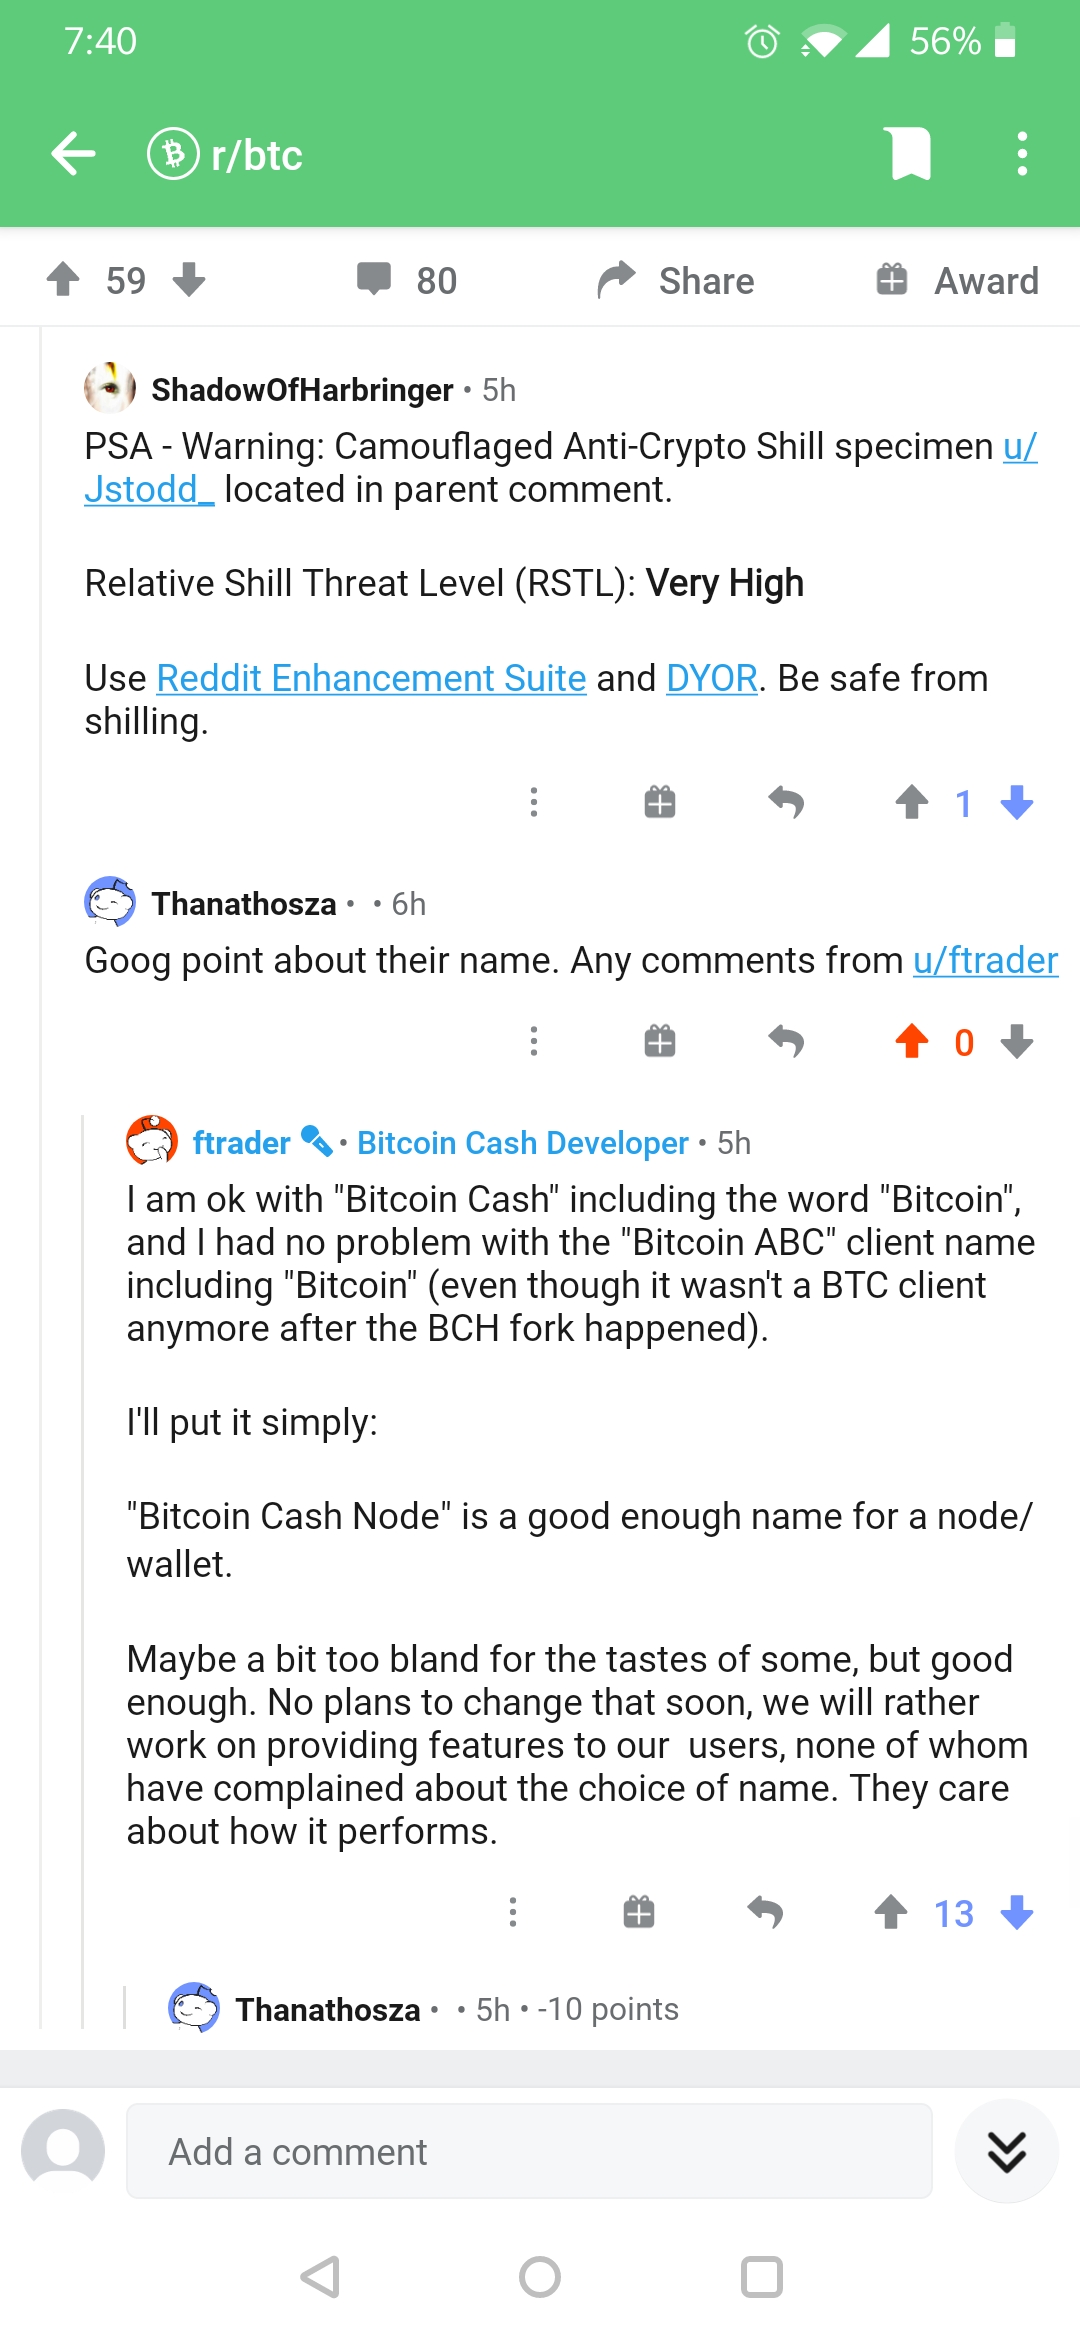 7:40
56%
r/btc
59
80
Share
Award
ShadowOfHarbringer • 5h
PSA - Warning: Camouflaged Anti-Crypto Shill specimen u/
Jstodd_ located in parent comment.
Relative Shill Threat Level (RSTL): Very High
Use Reddit Enhancement Suite and DYOR. Be safe from
shilling.
1
Thanathosza • • 6h
Goog point about their name. Any comments from u/ftrader
0
ftrader • Bitcoin Cash Developer • 5h
I am ok with "Bitcoin Cash" including the word "Bitcoin",
and I had no problem with the "Bitcoin ABC" client name
including "Bitcoin" (even though it wasn't a BTC client
anymore after the BCH fork happened).
I'll put it simply:
"Bitcoin Cash Node" is a good enough name for a node/
wallet.
Maybe a bit too bland for the tastes of some, but good
enough. No plans to change that soon, we will rather
work on providing features to our  users, none of whom
have complained about the choice of name. They care
about how it performs.
13
Thanathosza • • 5h • -10 points
Add a comment